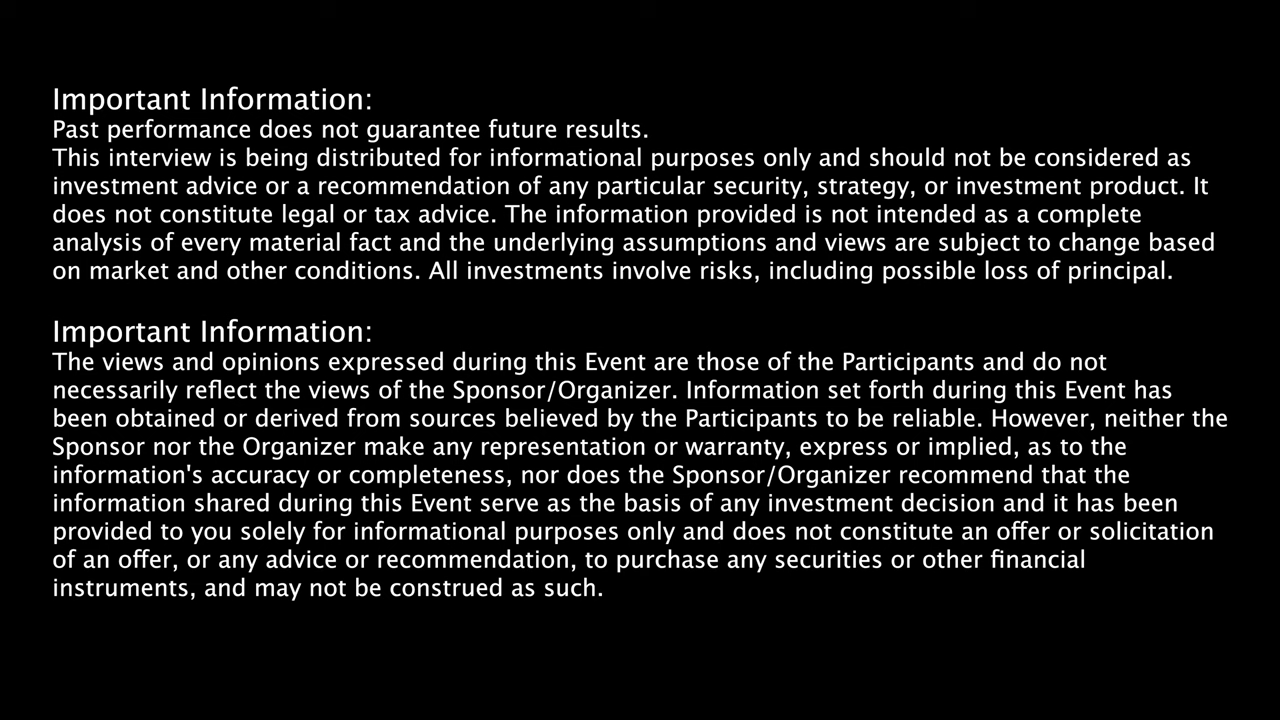 Important Information:
Past performance does not guarantee future results.
This interview is being distributed for informational purposes only and should not be considered as
investment advice or a recommendation of any particular security, strategy, or investment product. It
does not constitute legal or tax advice. The information provided is not intended as a complete
analysis of every material fact and the underlying assumptions and views are subject to change based
on market and other conditions. All investments involve risks, including possible loss of principal.
Important Information:
The views and opinions expressed during this Event are those of the Participants and do not
necessarily reflect the views of the Sponsor/Organizer. Information set forth during this Event has
been obtained or derived from sources believed by the Participants to be reliable. However, neither the
Sponsor nor the Organizer make any representation or warranty, express or implied, as to the
information's accuracy or completeness, nor does the Sponsor/Organizer recommend that the
information shared during this Event serve as the basis of any investment decision and it has been
provided to you solely for informational purposes only and does not constitute an offer or solicitation
of an offer, or any advice or recommendation, to purchase any securities or other financial
instruments, and may not be construed as such.